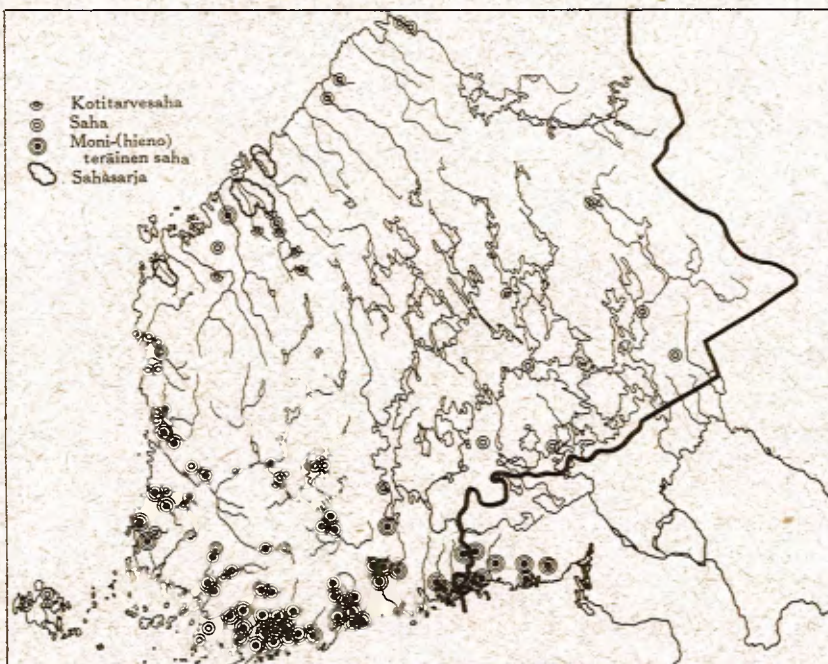 Kotitarvesaha
Saha
Moni-(hieno)
teräinen saha
Sahasarja